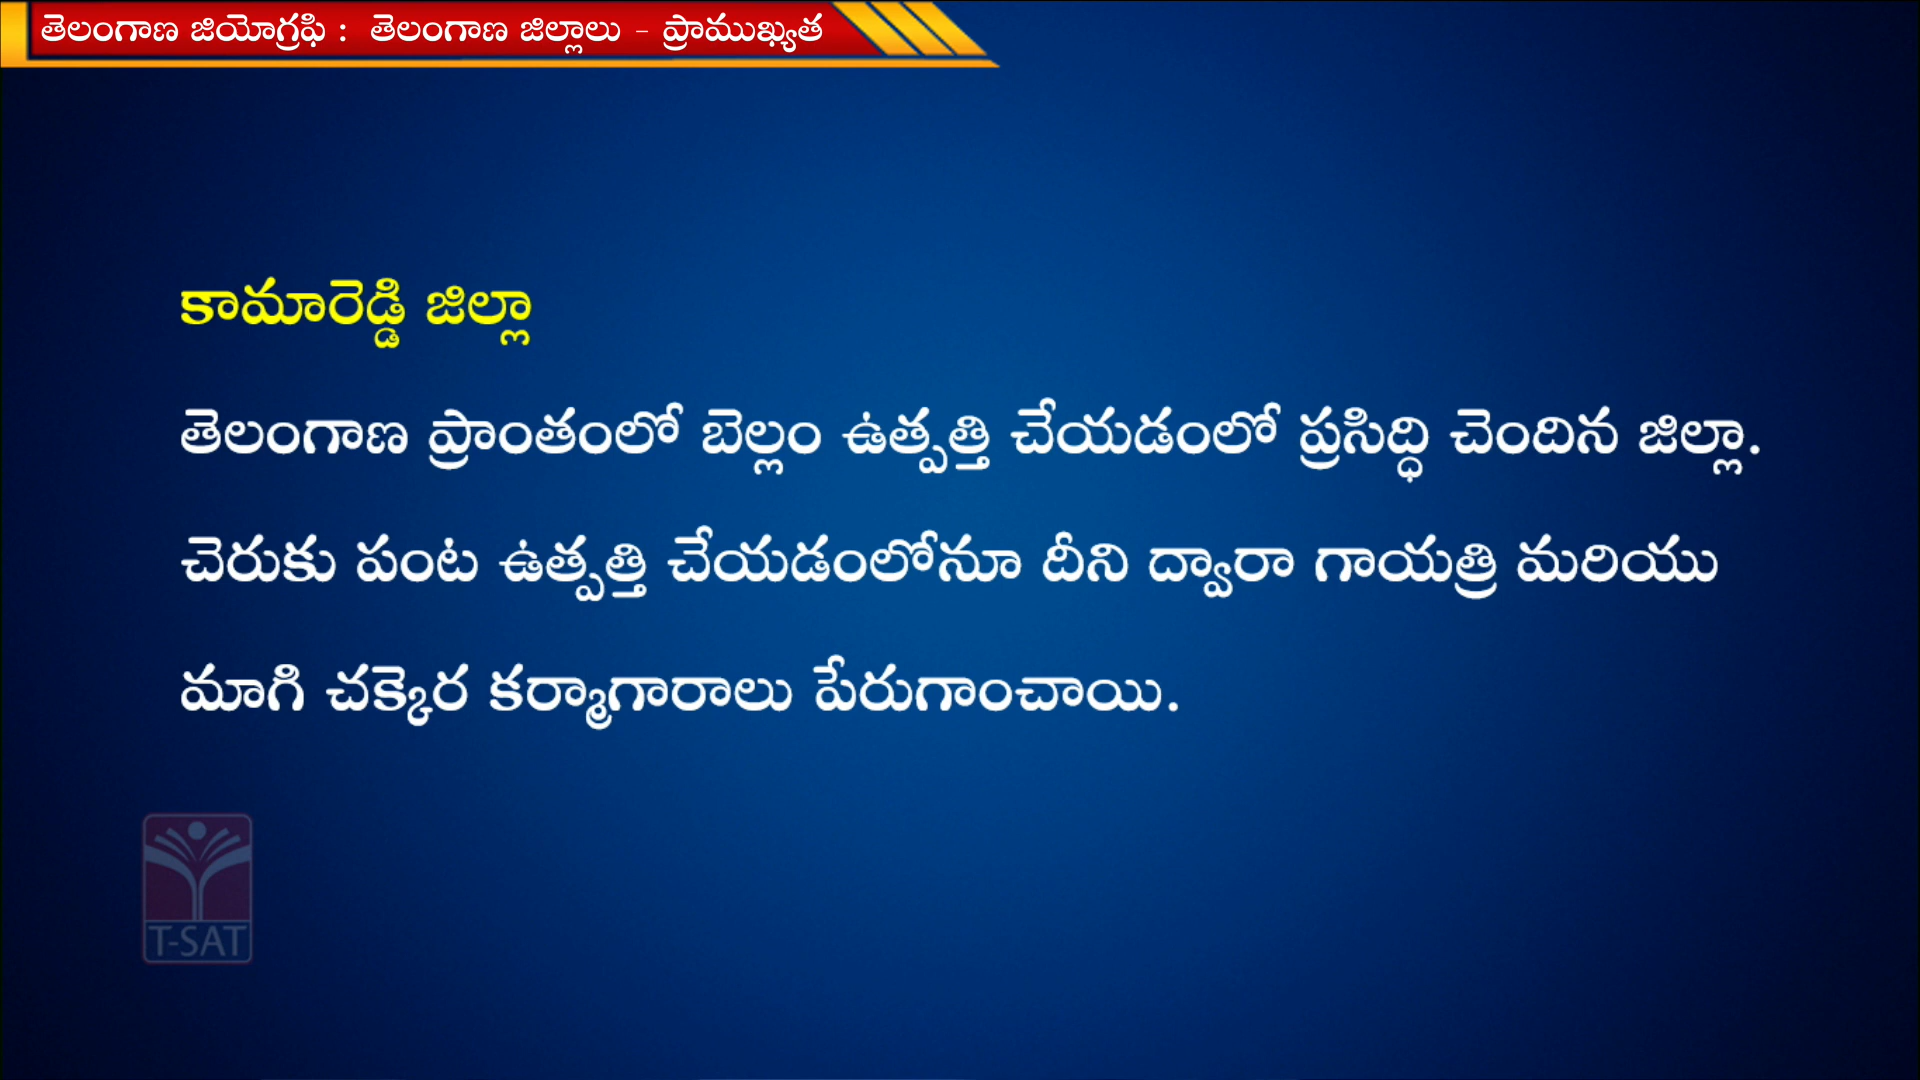 తెలంగాణ జియోగ్రఫి : తెలంగాణ జిల్లాలు - ప్రాముఖ్యత
కామారెడ్డి జిల్లా
తెలంగాణ ప్రాంతంలో బెల్లం ఉత్పత్తి చేయడంలో ప్రసిద్ధి చెందిన జిల్లా.
చెరుకు పంట ఉత్పత్తి చేయడంలోనూ దీని ద్వారా గాయత్రి మరియు
మాగి చక్కెర కర్మాగారాలు పేరుగాంచాయి.
T-SAT